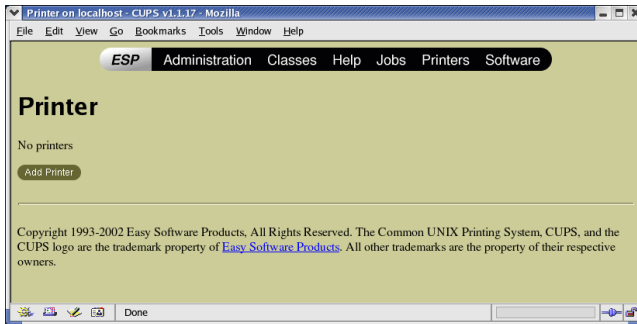 Printer on localhost - CUPS v1.1.17 - Mozilla
File Edit View Go Bookmarks Tools Window Help
ESP Administration Classes Help Jobs Printers Software
Printer
No printers
Add Printer
Copyright 1993-2002 Easy Software Products, All Rights Reserved. The Common UNIX Printing System, CUPS, and the
CUPS logo are the trademark property of Easy Software Products. All other trademarks are the property of their respective
owners.
Done